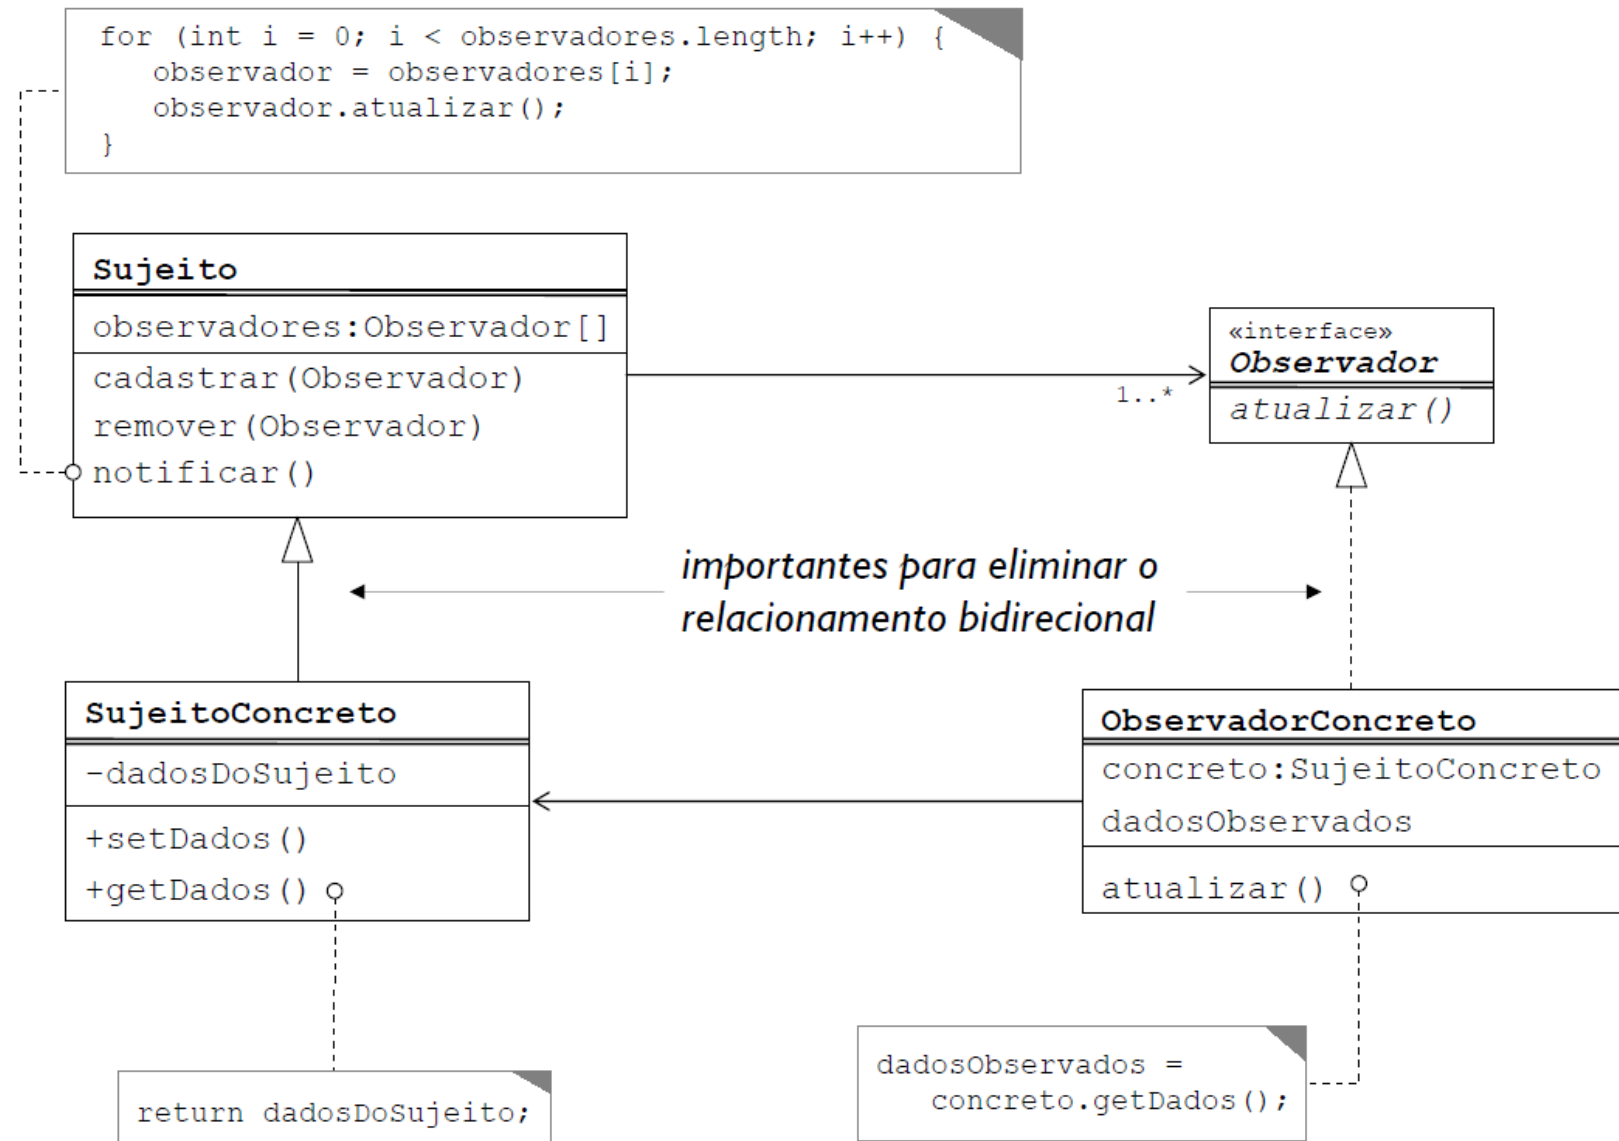 for (int i = 0; i < observadores.length; i++) {
observador = observadores[i];
observador.atualizar();
}
Sujeito
observadores:Observador[]
cadastrar(Observador)
remover(Observador)
notificar()
1..*
«interface»
Observador
atualizar()
importantes para eliminar o
relacionamento bidirecional
SujeitoConcreto
-dadosDoSujeito
+setDados()
+getDados()
ObservadorConcreto
concreto:SujeitoConcreto
dadosObservados
atualizar()
return dadosDoSujeito;
dadosObservados =
concreto.getDados();